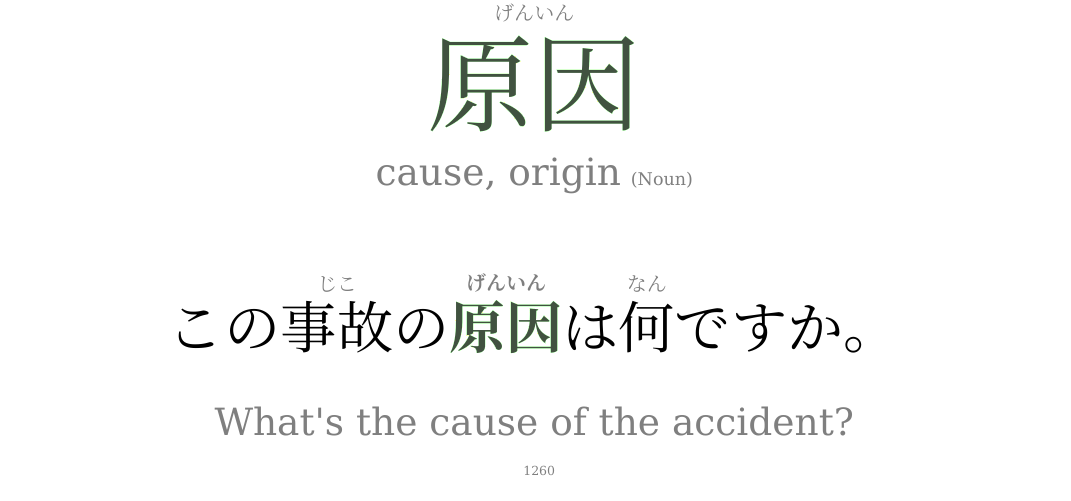 げんいん
原因
cause, origin (Noun)
じこ げんいん なん
この事故の原因は何ですか。
What's the cause of the accident?
1260